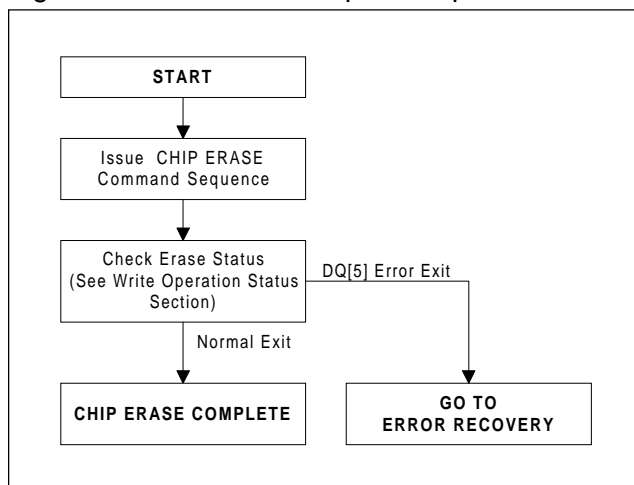 START
Issue CHIP ERASE
Command Sequence
Check Erase Status
(See Write Operation Status
Section)
DQ[5] Error Exit
Normal Exit
CHIP ERASE COMPLETE
GO TO
ERROR RECOVERY